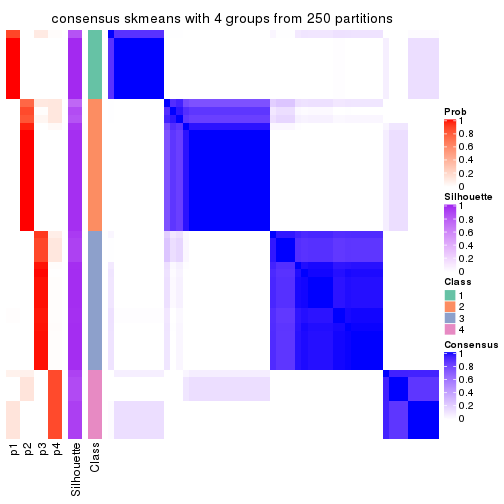 consensus skmeans with 4 groups from 250 partitions
Prob
1
0.8
0.6
0.4
0.2
0
Silhouette
1
0.8
0.6
0.4
0.2
0
Class
1
2
3
4
Consensus
1
0.8
0.6
0.4
0.2
0
p1
p2
p3
p4
Silhouette
Class